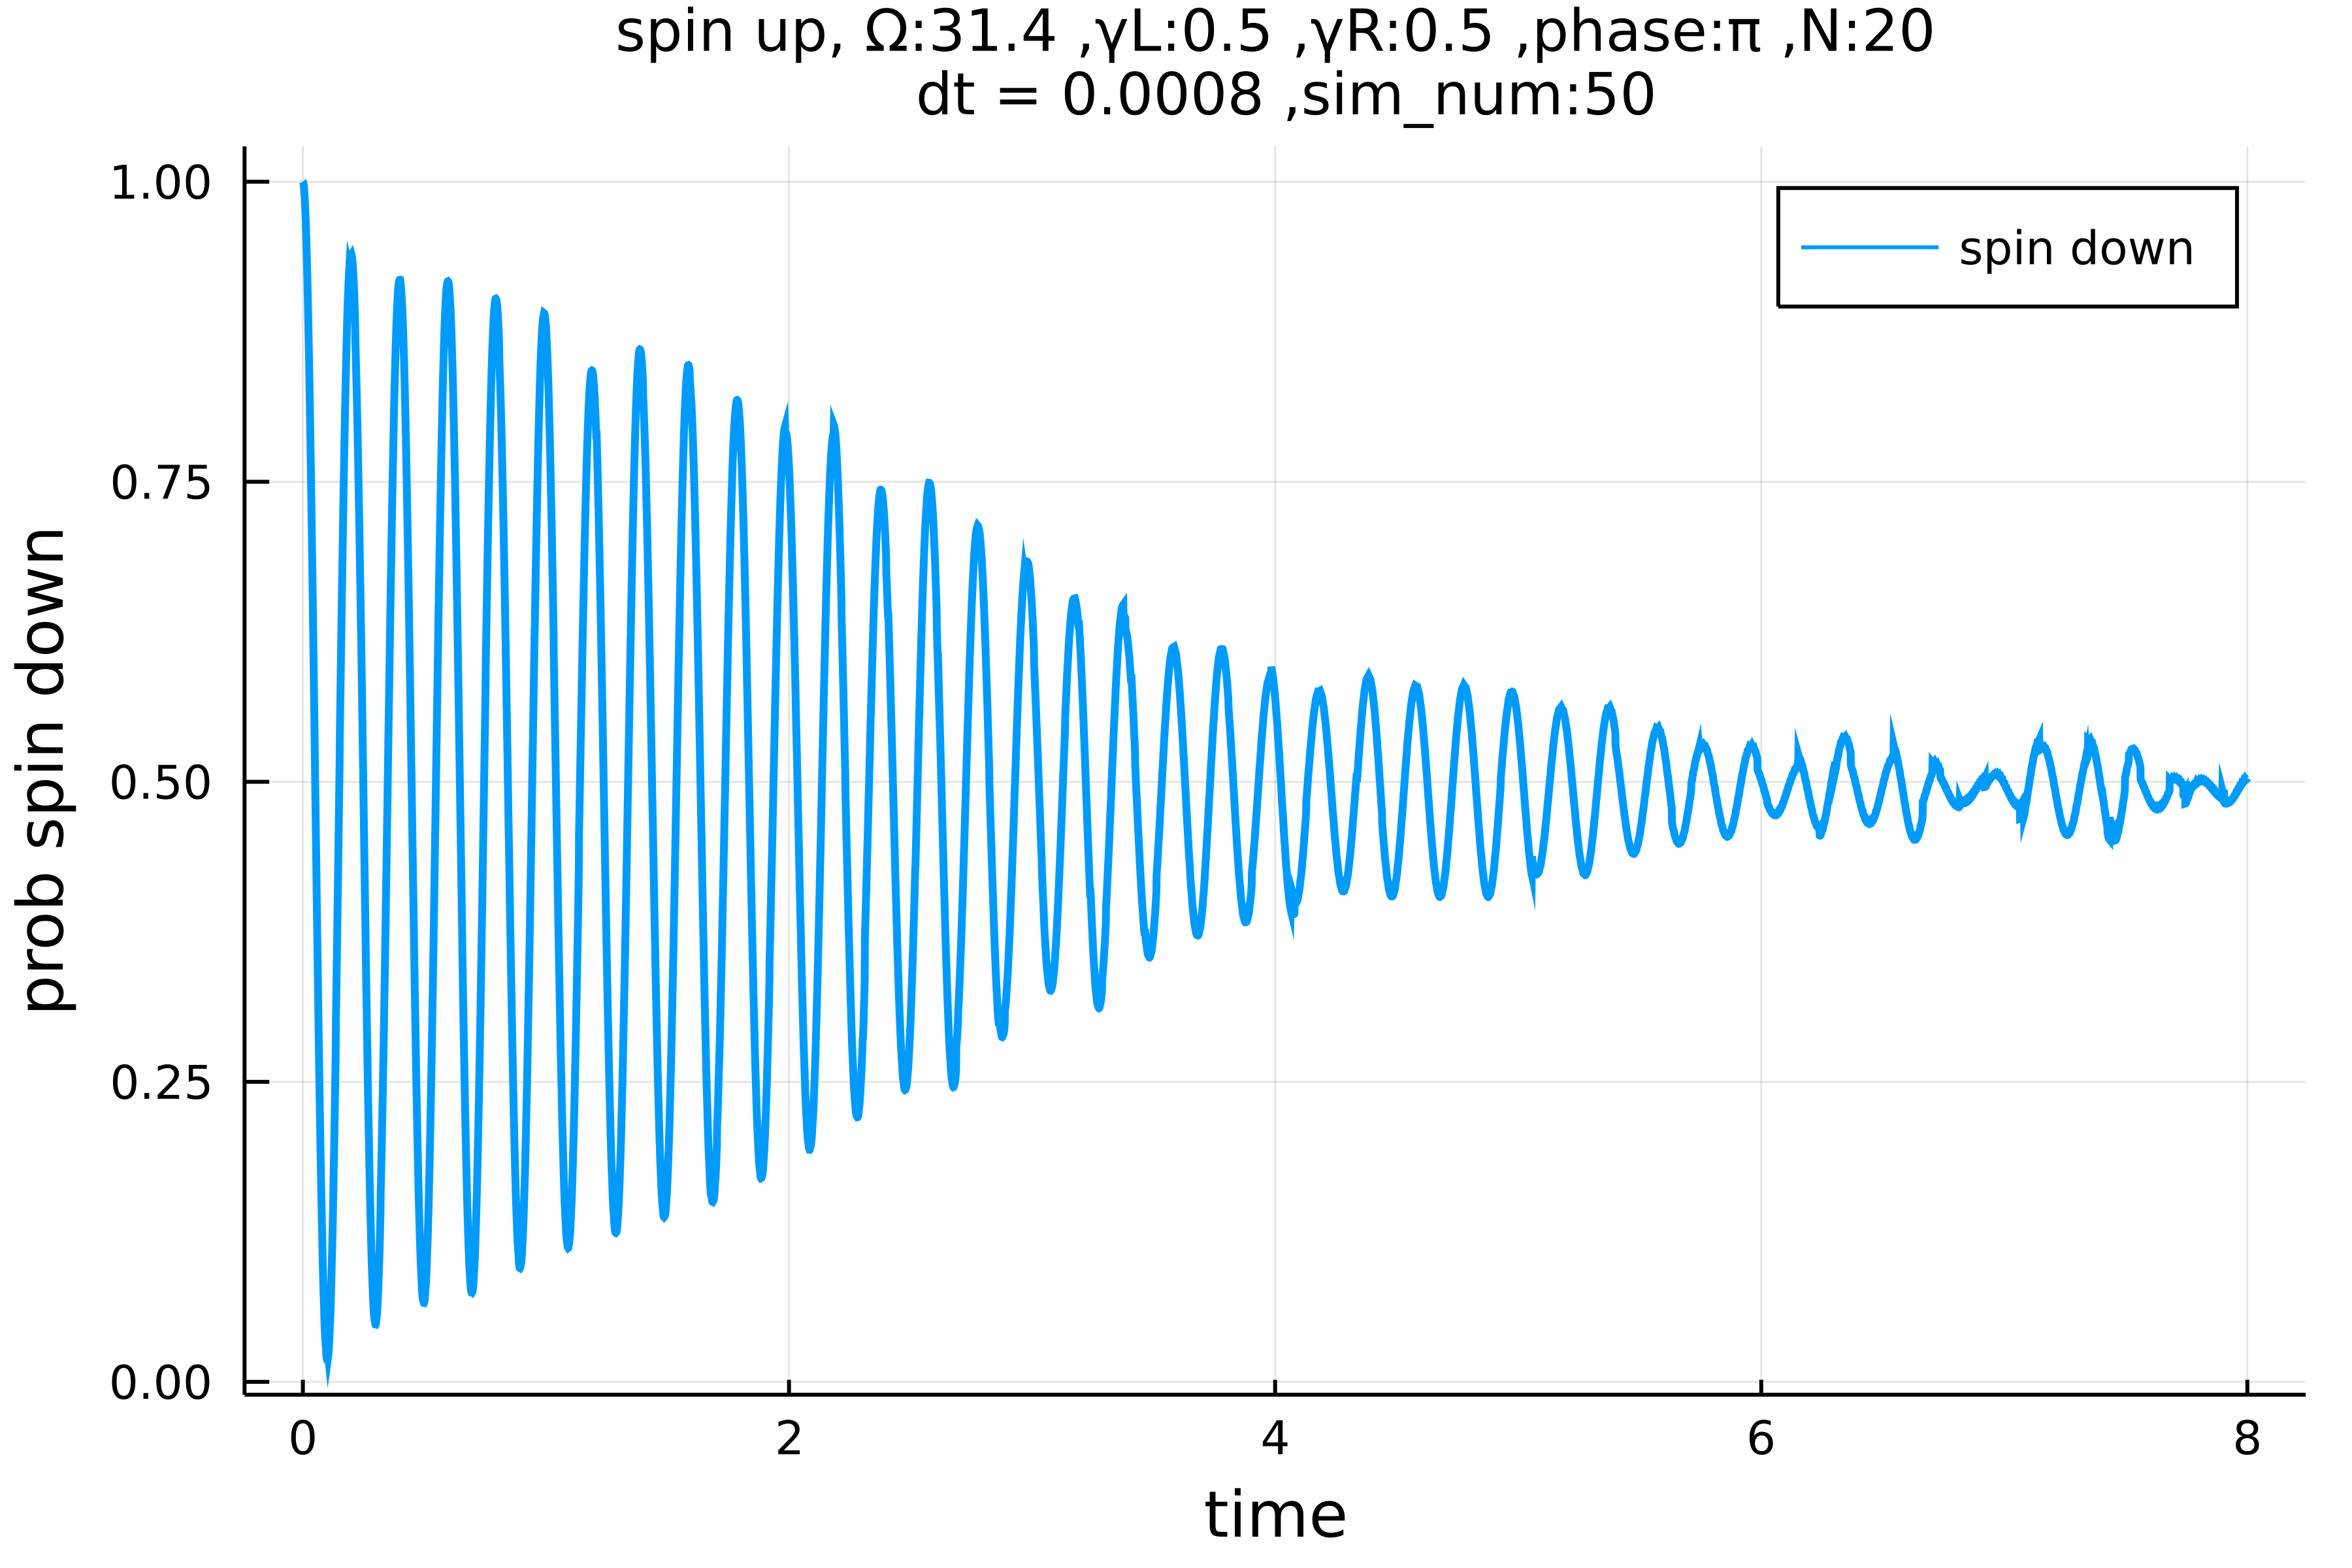 spin up, Ω:31.4 ,γL:0.5 ,γR:0.5 ,phase:π ,N:20
dt = 0.0008 ,sim_num:50
1.00
0.75
0.50
0.25
0.00
prob spin down
spin down
0 2 4 6 8
time